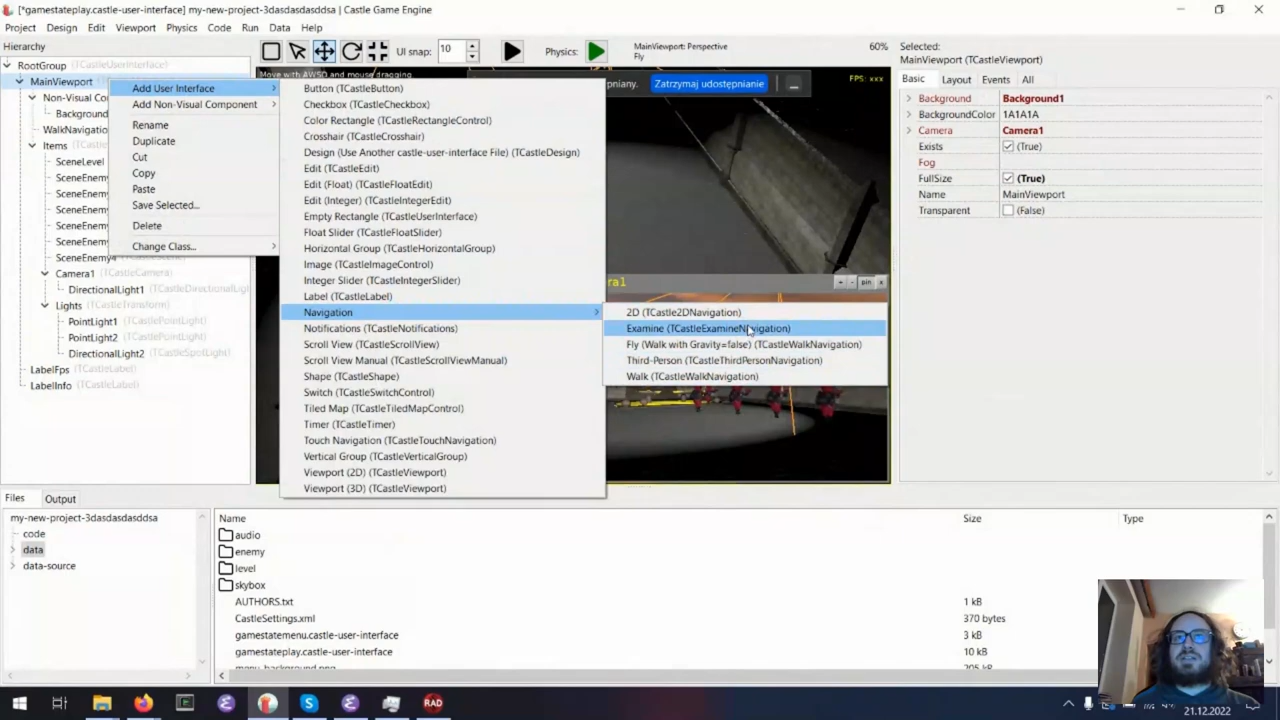 [*gamestateplay.castle-user-interface] my-new-project-3dasdasdasddsa | Castle Game Engine
Project Design Edit Viewport Physics Code Run Data Help
Hierarchy
RootGroup (TCastleUserInterface)
MainViewport
Non-Visual Co
Background
WalkNavigatio
Items (TCast
SceneLevel
SceneEnemy
SceneEnemy
SceneEnemy
SceneEnemy
SceneEnemy
SceneEnemy4
Camera1 (TCastleCamera)
DirectionalLight1 (TCastleDirectionalLigh
Lights (TCastleTransform)
PointLight1 (TCastlePointLight)
PointLight2 (TCastlePointLight)
DirectionalLight2 (TCastleSpotLight)
LabelFps (TCastleLabel)
LabelInfo (TCastleLabel)
Add User Interface
Add Non-Visual Component
Rename
Duplicate
Cut
Copy
Paste
Save Selected...
Delete
Change Class...
UI snap: 10
Physics:
MainViewport: Perspective
Fly
60%
Move with AWSD and mouse dragging
pniany.
Zatrzymaj udostępnianie
FPS: xxx
Button (TCastleButton)
Checkbox (TCastleCheckbox)
Color Rectangle (TCastleRectangleControl)
Crosshair (TCastleCrosshair)
Design (Use Another castle-user-interface File) (TCastleDesign)
Edit (TCastleEdit)
Edit (Float) (TCastleFloatEdit)
Edit (Integer) (TCastleIntegerEdit)
Empty Rectangle (TCastleUserInterface)
Float Slider (TCastleFloatSlider)
Horizontal Group (TCastleHorizontalGroup)
Image (TCastleImageControl)
Integer Slider (TCastleIntegerSlider)
Label (TCastleLabel)
Navigation
Notifications (TCastleNotifications)
Scroll View (TCastleScrollView)
Scroll View Manual (TCastleScrollViewManual)
Shape (TCastleShape)
Switch (TCastleSwitchControl)
Tiled Map (TCastleTiledMapControl)
Timer (TCastleTimer)
Touch Navigation (TCastleTouchNavigation)
Vertical Group (TCastleVerticalGroup)
Viewport (2D) (TCastleViewport)
Viewport (3D) (TCastleViewport)
ra1
+ - pin x
2D (TCastle2DNavigation)
Examine (TCastleExamineNavigation)
Fly (Walk with Gravity=false) (TCastleWalkNavigation)
Third-Person (TCastleThirdPersonNavigation)
Walk (TCastleWalkNavigation)
Selected:
MainViewport (TCastleViewport)
Basic Layout Events All
Background Background1
BackgroundColor 1A1A1A
Camera Camera1
Exists (True)
Fog
FullSize (True)
Name MainViewport
Transparent (False)
Files Output
my-new-project-3dasdasdasddsa
code
data
data-source
Name Size Type
audio
enemy
level
skybox
AUTHORS.txt 1 kB
CastleSettings.xml 370 bytes
gamestatemenu.castle-user-interface 3 kB
gamestateplay.castle-user-interface 10 kB
menu_background.png 205 kB
RAD
21.12.2022